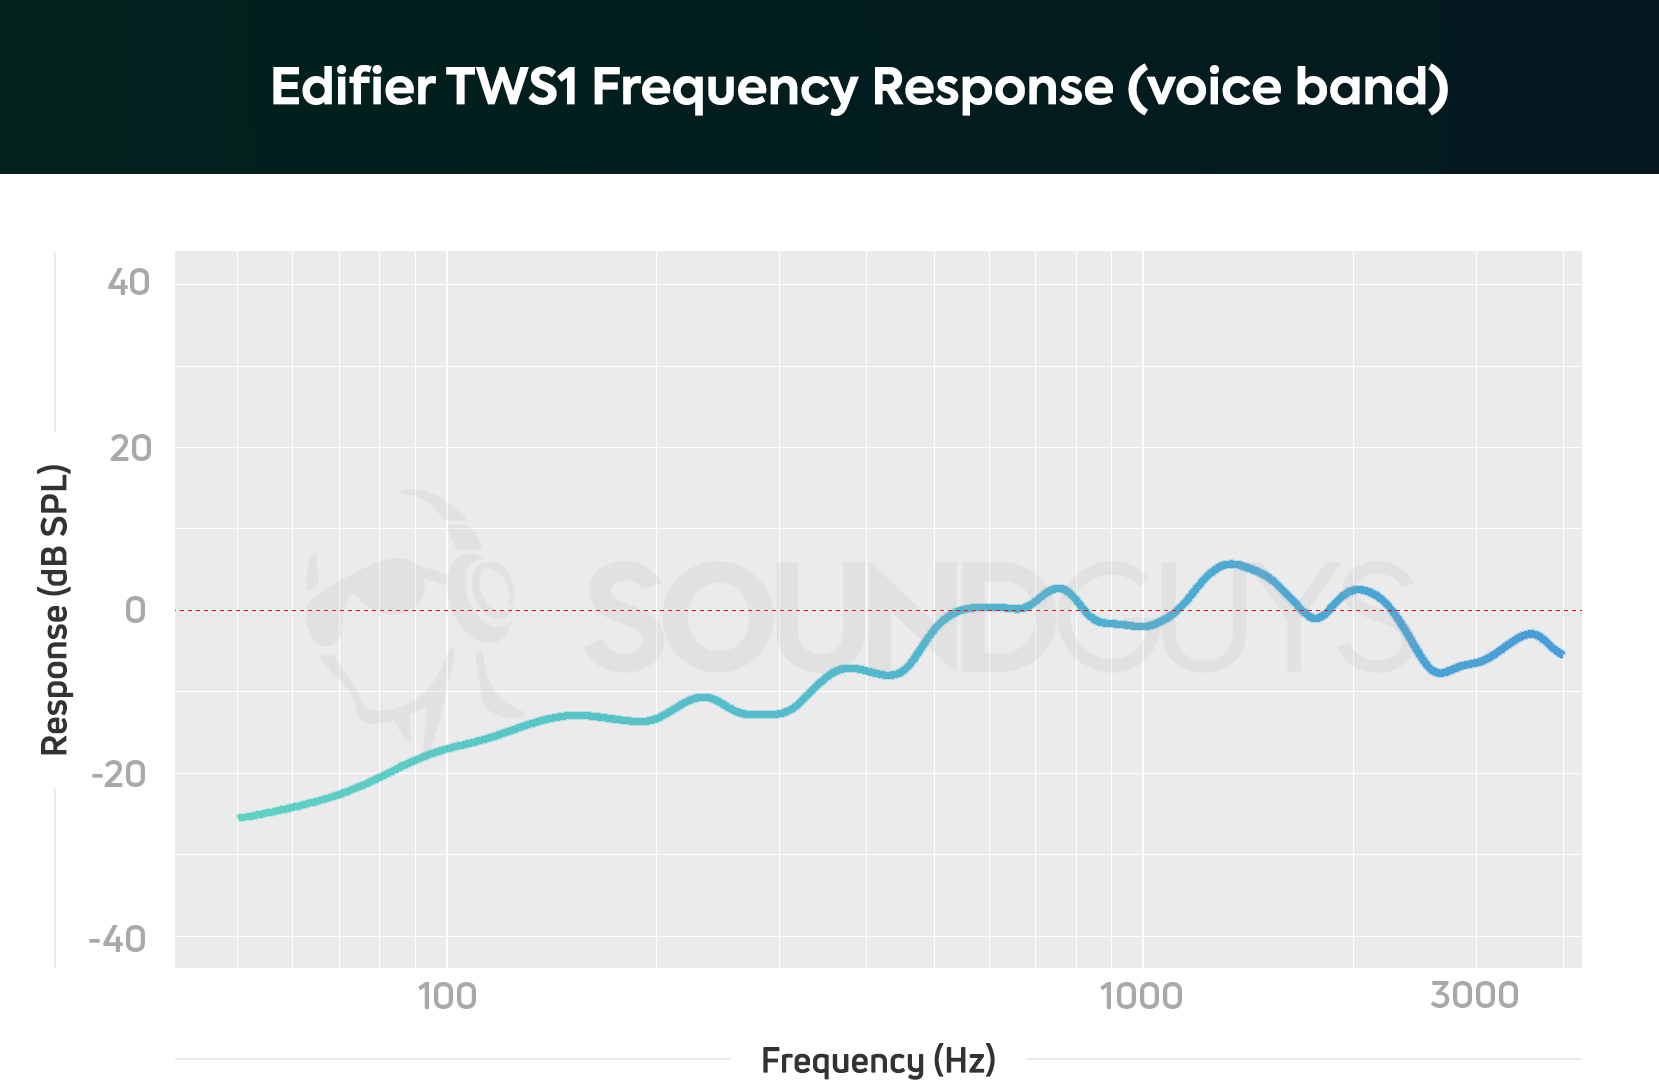 Edifier TWS1 Frequency Response (voice band)
40
20
0
-20
-40
Response (dB SPL)
SOUNDGUYS
100
1000
3000
Frequency (Hz)